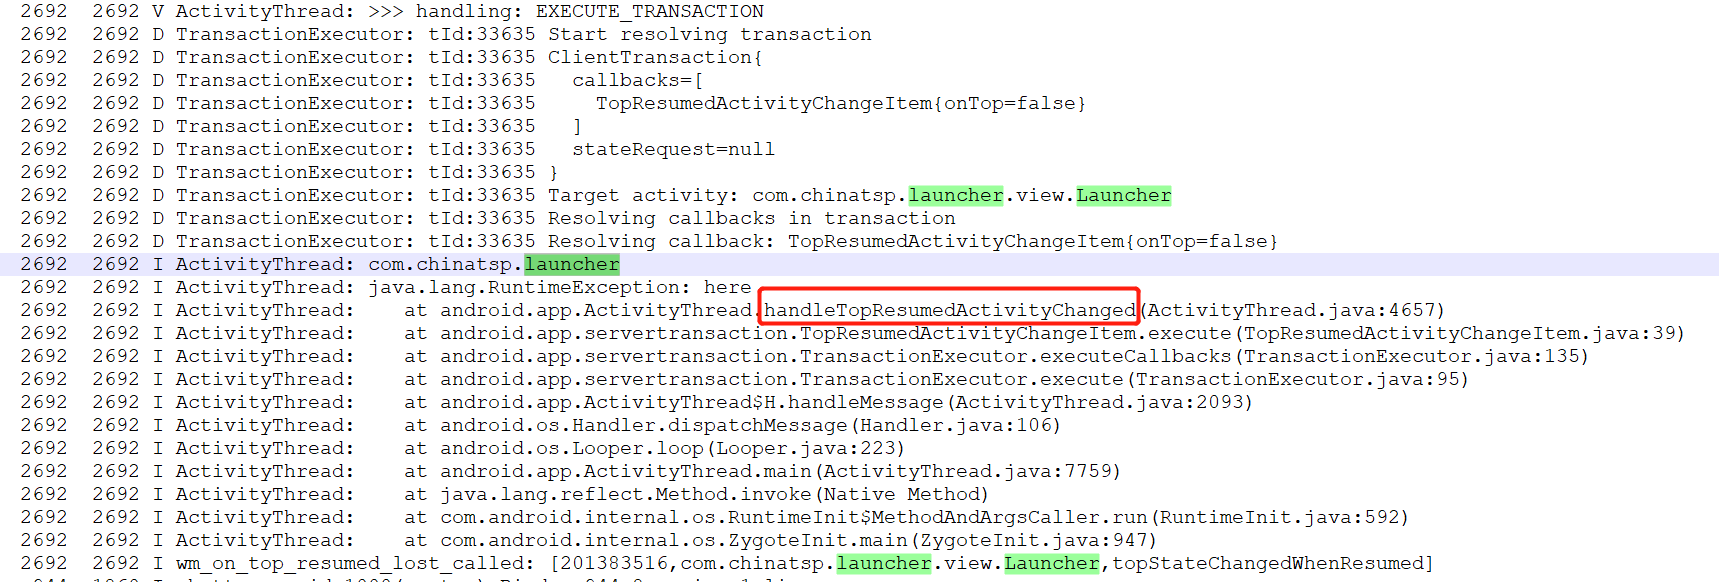 2692  2692 V ActivityThread: >>> handling: EXECUTE_TRANSACTION
2692  2692 D TransactionExecutor: tId:33635 Start resolving transaction
2692  2692 D TransactionExecutor: tId:33635 ClientTransaction{
2692  2692 D TransactionExecutor: tId:33635   callbacks=[
2692  2692 D TransactionExecutor: tId:33635     TopResumedActivityChangeItem{onTop=false}
2692  2692 D TransactionExecutor: tId:33635   ]
2692  2692 D TransactionExecutor: tId:33635   stateRequest=null
2692  2692 D TransactionExecutor: tId:33635 }
2692  2692 D TransactionExecutor: tId:33635 Target activity: com.chinatsp.launcher.view.Launcher
2692  2692 D TransactionExecutor: tId:33635 Resolving callbacks in transaction
2692  2692 D TransactionExecutor: tId:33635 Resolving callback: TopResumedActivityChangeItem{onTop=false}
2692  2692 I ActivityThread: com.chinatsp.launcher
2692  2692 I ActivityThread: java.lang.RuntimeException: here
2692  2692 I ActivityThread:    at android.app.ActivityThread.handleTopResumedActivityChanged(ActivityThread.java:4657)
2692  2692 I ActivityThread:    at android.app.servertransaction.TopResumedActivityChangeItem.execute(TopResumedActivityChangeItem.java:39)
2692  2692 I ActivityThread:    at android.app.servertransaction.TransactionExecutor.executeCallbacks(TransactionExecutor.java:135)
2692  2692 I ActivityThread:    at android.app.servertransaction.TransactionExecutor.execute(TransactionExecutor.java:95)
2692  2692 I ActivityThread:    at android.app.ActivityThread$H.handleMessage(ActivityThread.java:2093)
2692  2692 I ActivityThread:    at android.os.Handler.dispatchMessage(Handler.java:106)
2692  2692 I ActivityThread:    at android.os.Looper.loop(Looper.java:223)
2692  2692 I ActivityThread:    at android.app.ActivityThread.main(ActivityThread.java:7759)
2692  2692 I ActivityThread:    at java.lang.reflect.Method.invoke(Native Method)
2692  2692 I ActivityThread:    at com.android.internal.os.RuntimeInit$MethodAndArgsCaller.run(RuntimeInit.java:592)
2692  2692 I ActivityThread:    at com.android.internal.os.ZygoteInit.main(ZygoteInit.java:947)
2692  2692 I wm_on_top_resumed_lost_called: [201383516,com.chinatsp.launcher.view.Launcher,topStateChangedWhenResumed]